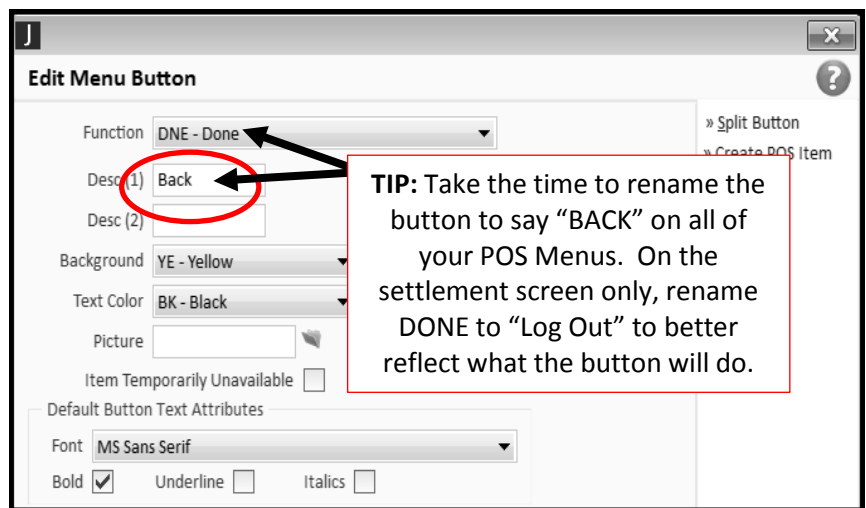 J
Edit Menu Button
Function DNE - Done
» Split Button
» Create POS Item
Desc (1) Back
Desc (2)
Background YE - Yellow
Text Color BK - Black
Picture
Item Temporarily Unavailable
Default Button Text Attributes
Font MS Sans Serif
Bold Underline Italics
TIP: Take the time to rename the
button to say “BACK” on all of
your POS Menus. On the
settlement screen only, rename
DONE to “Log Out” to better
reflect what the button will do.